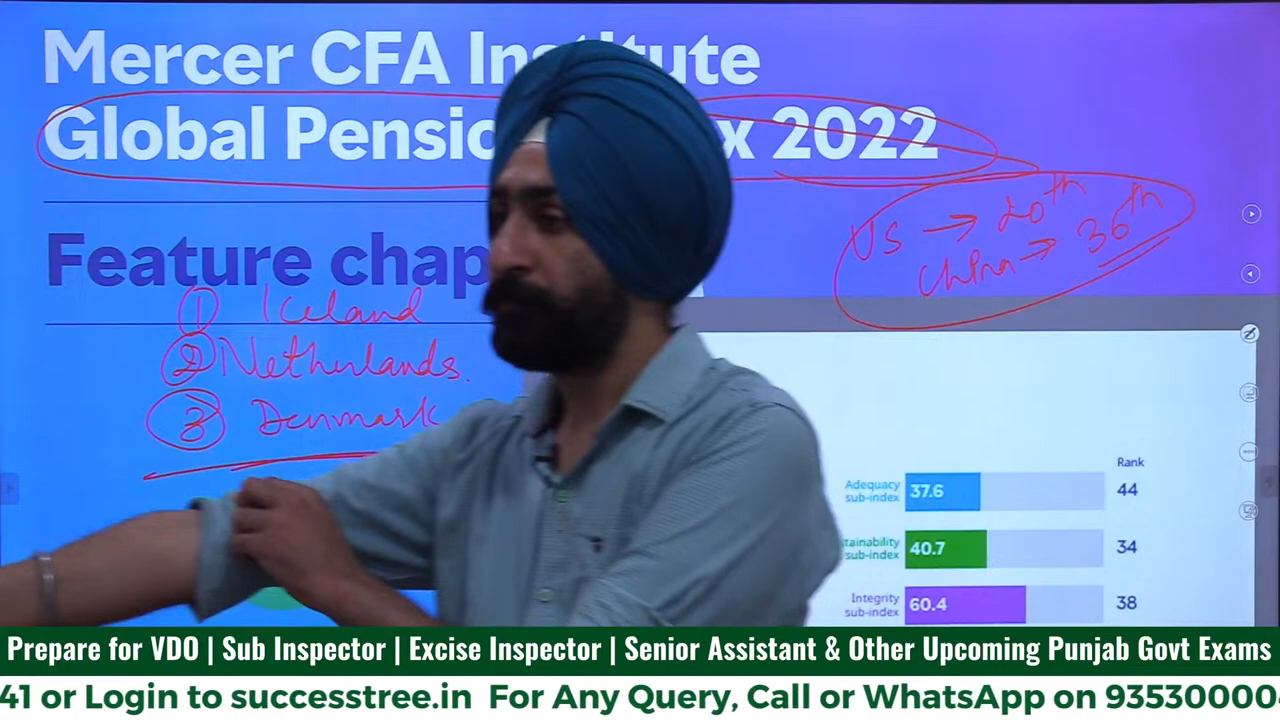 Mercer CFA Institute
Global Pensio x 2022
US → 20th
China → 36th
Feature chap
① Iceland
② Netherlands.
③ Denmark
Rank
Adequacy
sub-index
37.6
44
tainability
sub-index
40.7
34
Integrity
sub-index
60.4
38
Prepare for VDO | Sub Inspector | Excise Inspector | Senior Assistant & Other Upcoming Punjab Govt Exams
41 or Login to successtree.in For Any Query, Call or WhatsApp on 93530000